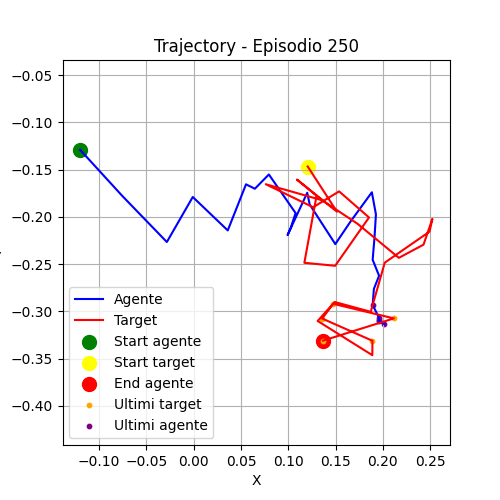 Trajectory - Episodio 250
−0.05
−0.10
−0.15
−0.20
−0.25
−0.30
−0.35
−0.40
Agente
Target
Start agente
Start target
End agente
Ultimi target
Ultimi agente
−0.10
−0.05
0.00
0.05
0.10
0.15
0.20
0.25
X